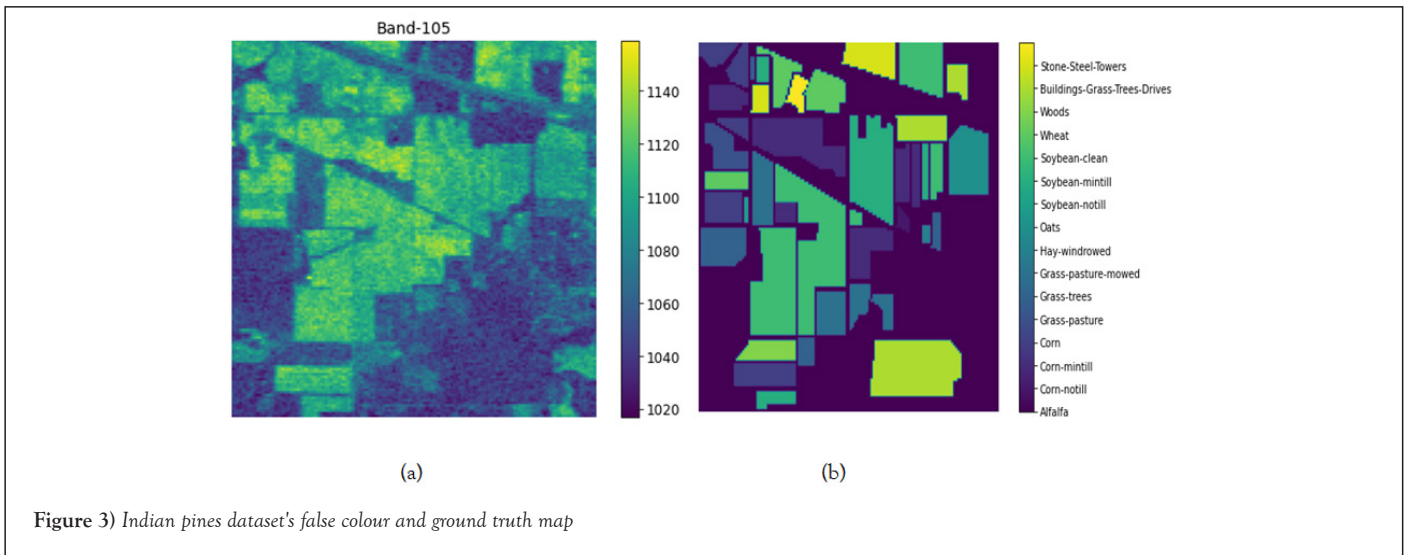 Band-105
1140
1120
1100
1080
1060
1040
1020
Stone-Steel-Towers
Buildings-Grass-Trees-Drives
Woods
Wheat
Soybean-clean
Soybean-mintill
Soybean-notill
Oats
Hay-windrowed
Grass-pasture-mowed
Grass-trees
Grass-pasture
Corn
Corn-mintill
Corn-notill
Alfalfa
(a)
(b)
Figure 3) Indian pines dataset's false colour and ground truth map